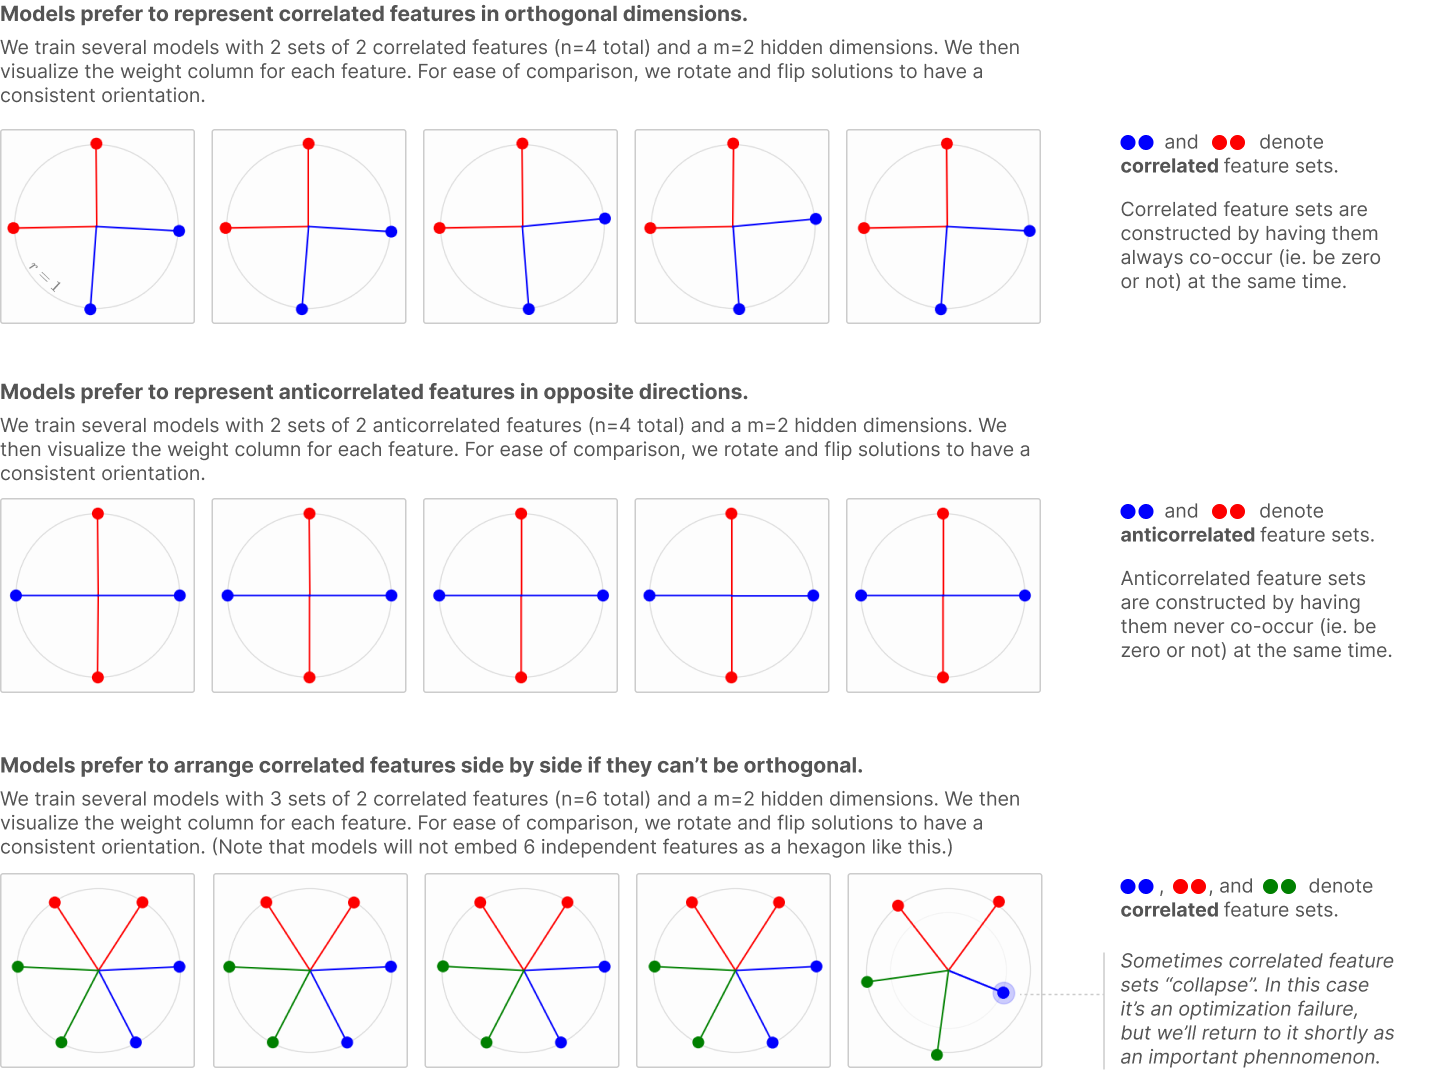 Models prefer to represent correlated features in orthogonal dimensions.
We train several models with 2 sets of 2 correlated features (n=4 total) and a m=2 hidden dimensions. We then
visualize the weight column for each feature. For ease of comparison, we rotate and flip solutions to have a
consistent orientation.
r = 1
and denote
correlated feature sets.
Correlated feature sets are
constructed by having them
always co-occur (ie. be zero
or not) at the same time.
Models prefer to represent anticorrelated features in opposite directions.
We train several models with 2 sets of 2 anticorrelated features (n=4 total) and a m=2 hidden dimensions. We
then visualize the weight column for each feature. For ease of comparison, we rotate and flip solutions to have a
consistent orientation.
and denote
anticorrelated feature sets.
Anticorrelated feature sets
are constructed by having
them never co-occur (ie. be
zero or not) at the same time.
Models prefer to arrange correlated features side by side if they can’t be orthogonal.
We train several models with 3 sets of 2 correlated features (n=6 total) and a m=2 hidden dimensions. We then
visualize the weight column for each feature. For ease of comparison, we rotate and flip solutions to have a
consistent orientation. (Note that models will not embed 6 independent features as a hexagon like this.)
, , and denote
correlated feature sets.
Sometimes correlated feature
sets “collapse”. In this case
it’s an optimization failure,
but we’ll return to it shortly as
an important phennomenon.